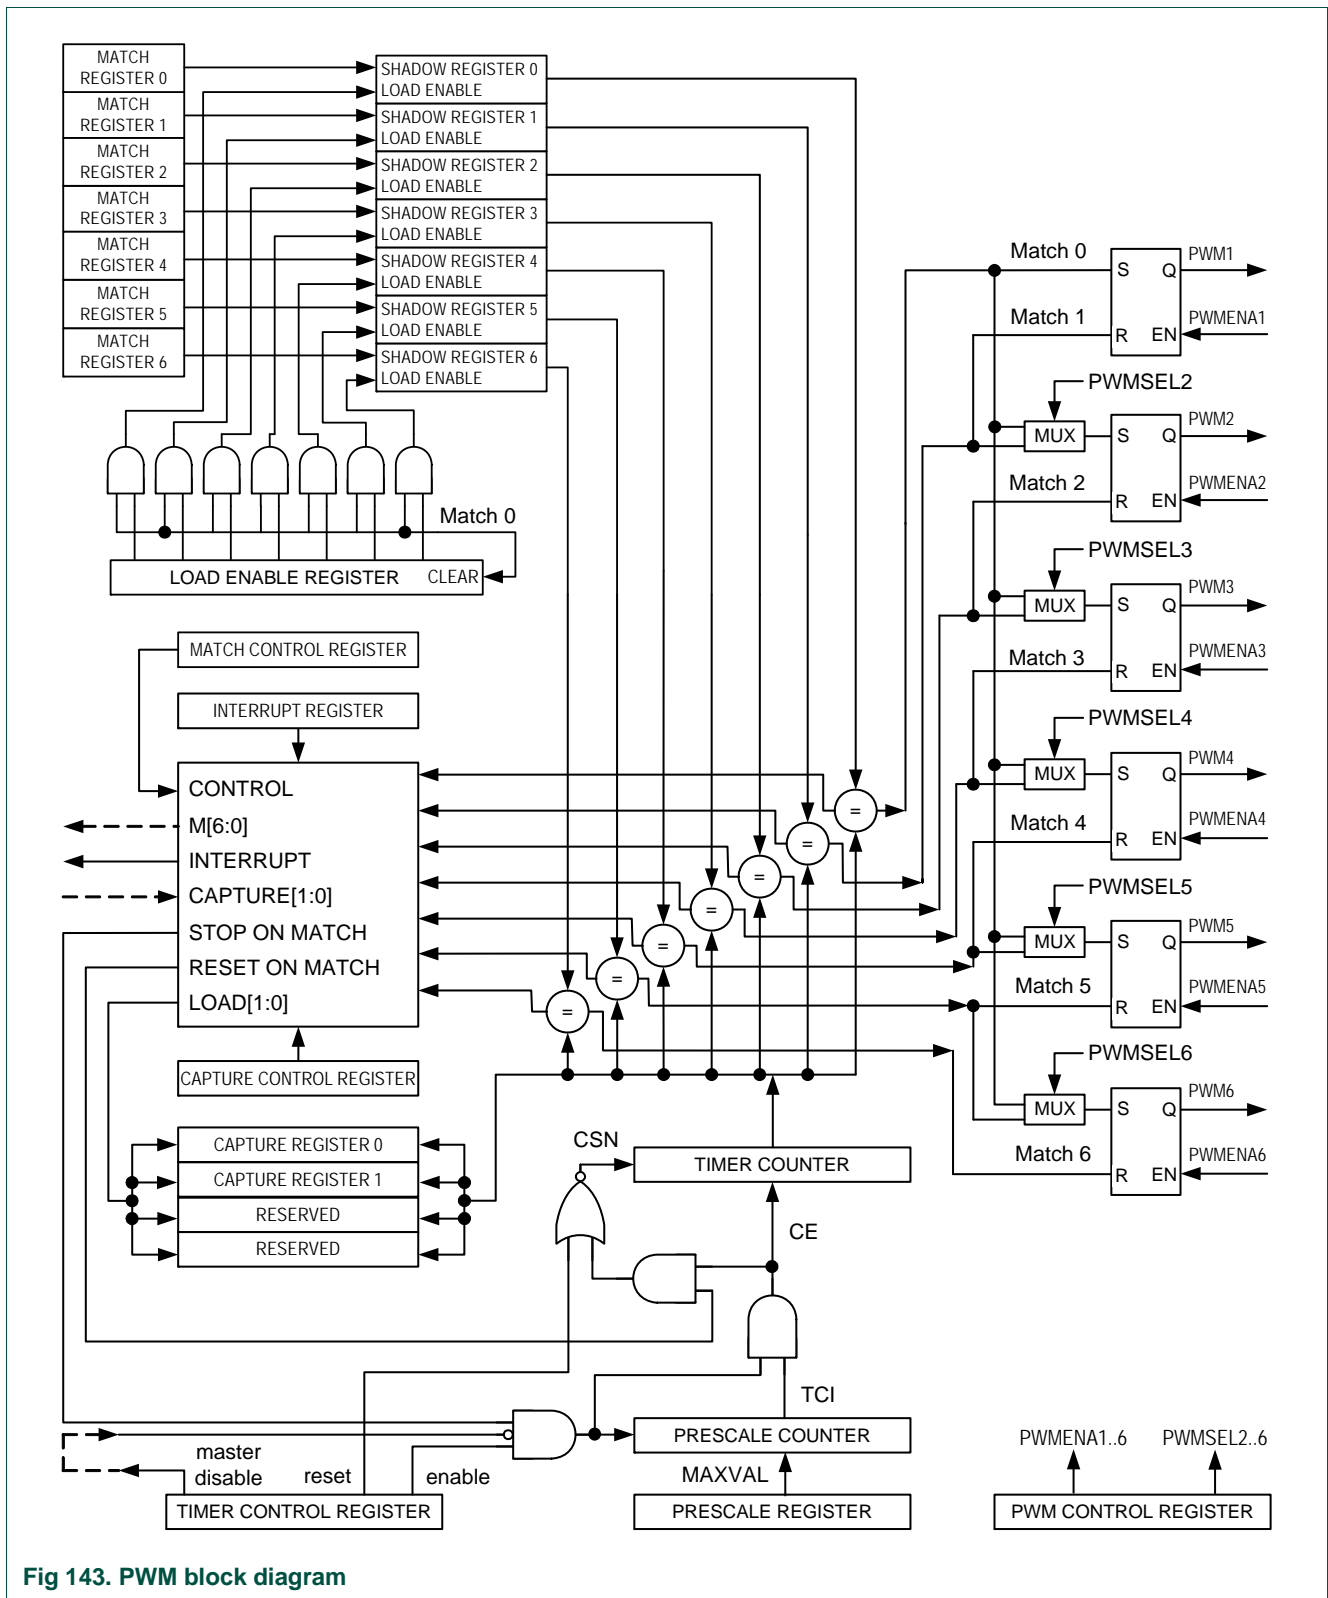 MATCH
REGISTER 0
MATCH
REGISTER 1
MATCH
REGISTER 2
MATCH
REGISTER 3
MATCH
REGISTER 4
MATCH
REGISTER 5
MATCH
REGISTER 6
SHADOW REGISTER 0
LOAD ENABLE
SHADOW REGISTER 1
LOAD ENABLE
SHADOW REGISTER 2
LOAD ENABLE
SHADOW REGISTER 3
LOAD ENABLE
SHADOW REGISTER 4
LOAD ENABLE
SHADOW REGISTER 5
LOAD ENABLE
SHADOW REGISTER 6
LOAD ENABLE
Match 0
LOAD ENABLE REGISTER CLEAR
MATCH CONTROL REGISTER
INTERRUPT REGISTER
CONTROL
M[6:0]
INTERRUPT
CAPTURE[1:0]
STOP ON MATCH
RESET ON MATCH
LOAD[1:0]
CAPTURE CONTROL REGISTER
CAPTURE REGISTER 0
CAPTURE REGISTER 1
RESERVED
RESERVED
=
=
=
=
=
=
=
Match 0
S Q PWM1
Match 1
R EN PWMENA1
PWMSEL2
MUX
S Q PWM2
Match 2
R EN PWMENA2
PWMSEL3
MUX
S Q PWM3
Match 3
R EN PWMENA3
PWMSEL4
MUX
S Q PWM4
Match 4
R EN PWMENA4
PWMSEL5
MUX
S Q PWM5
Match 5
R EN PWMENA5
PWMSEL6
MUX
S Q PWM6
Match 6
R EN PWMENA6
CSN
TIMER COUNTER
CE
TCI
PRESCALE COUNTER
MAXVAL
PRESCALE REGISTER
master
disable
reset
enable
TIMER CONTROL REGISTER
PWMENA1..6 PWMSEL2..6
PWM CONTROL REGISTER
Fig 143. PWM block diagram